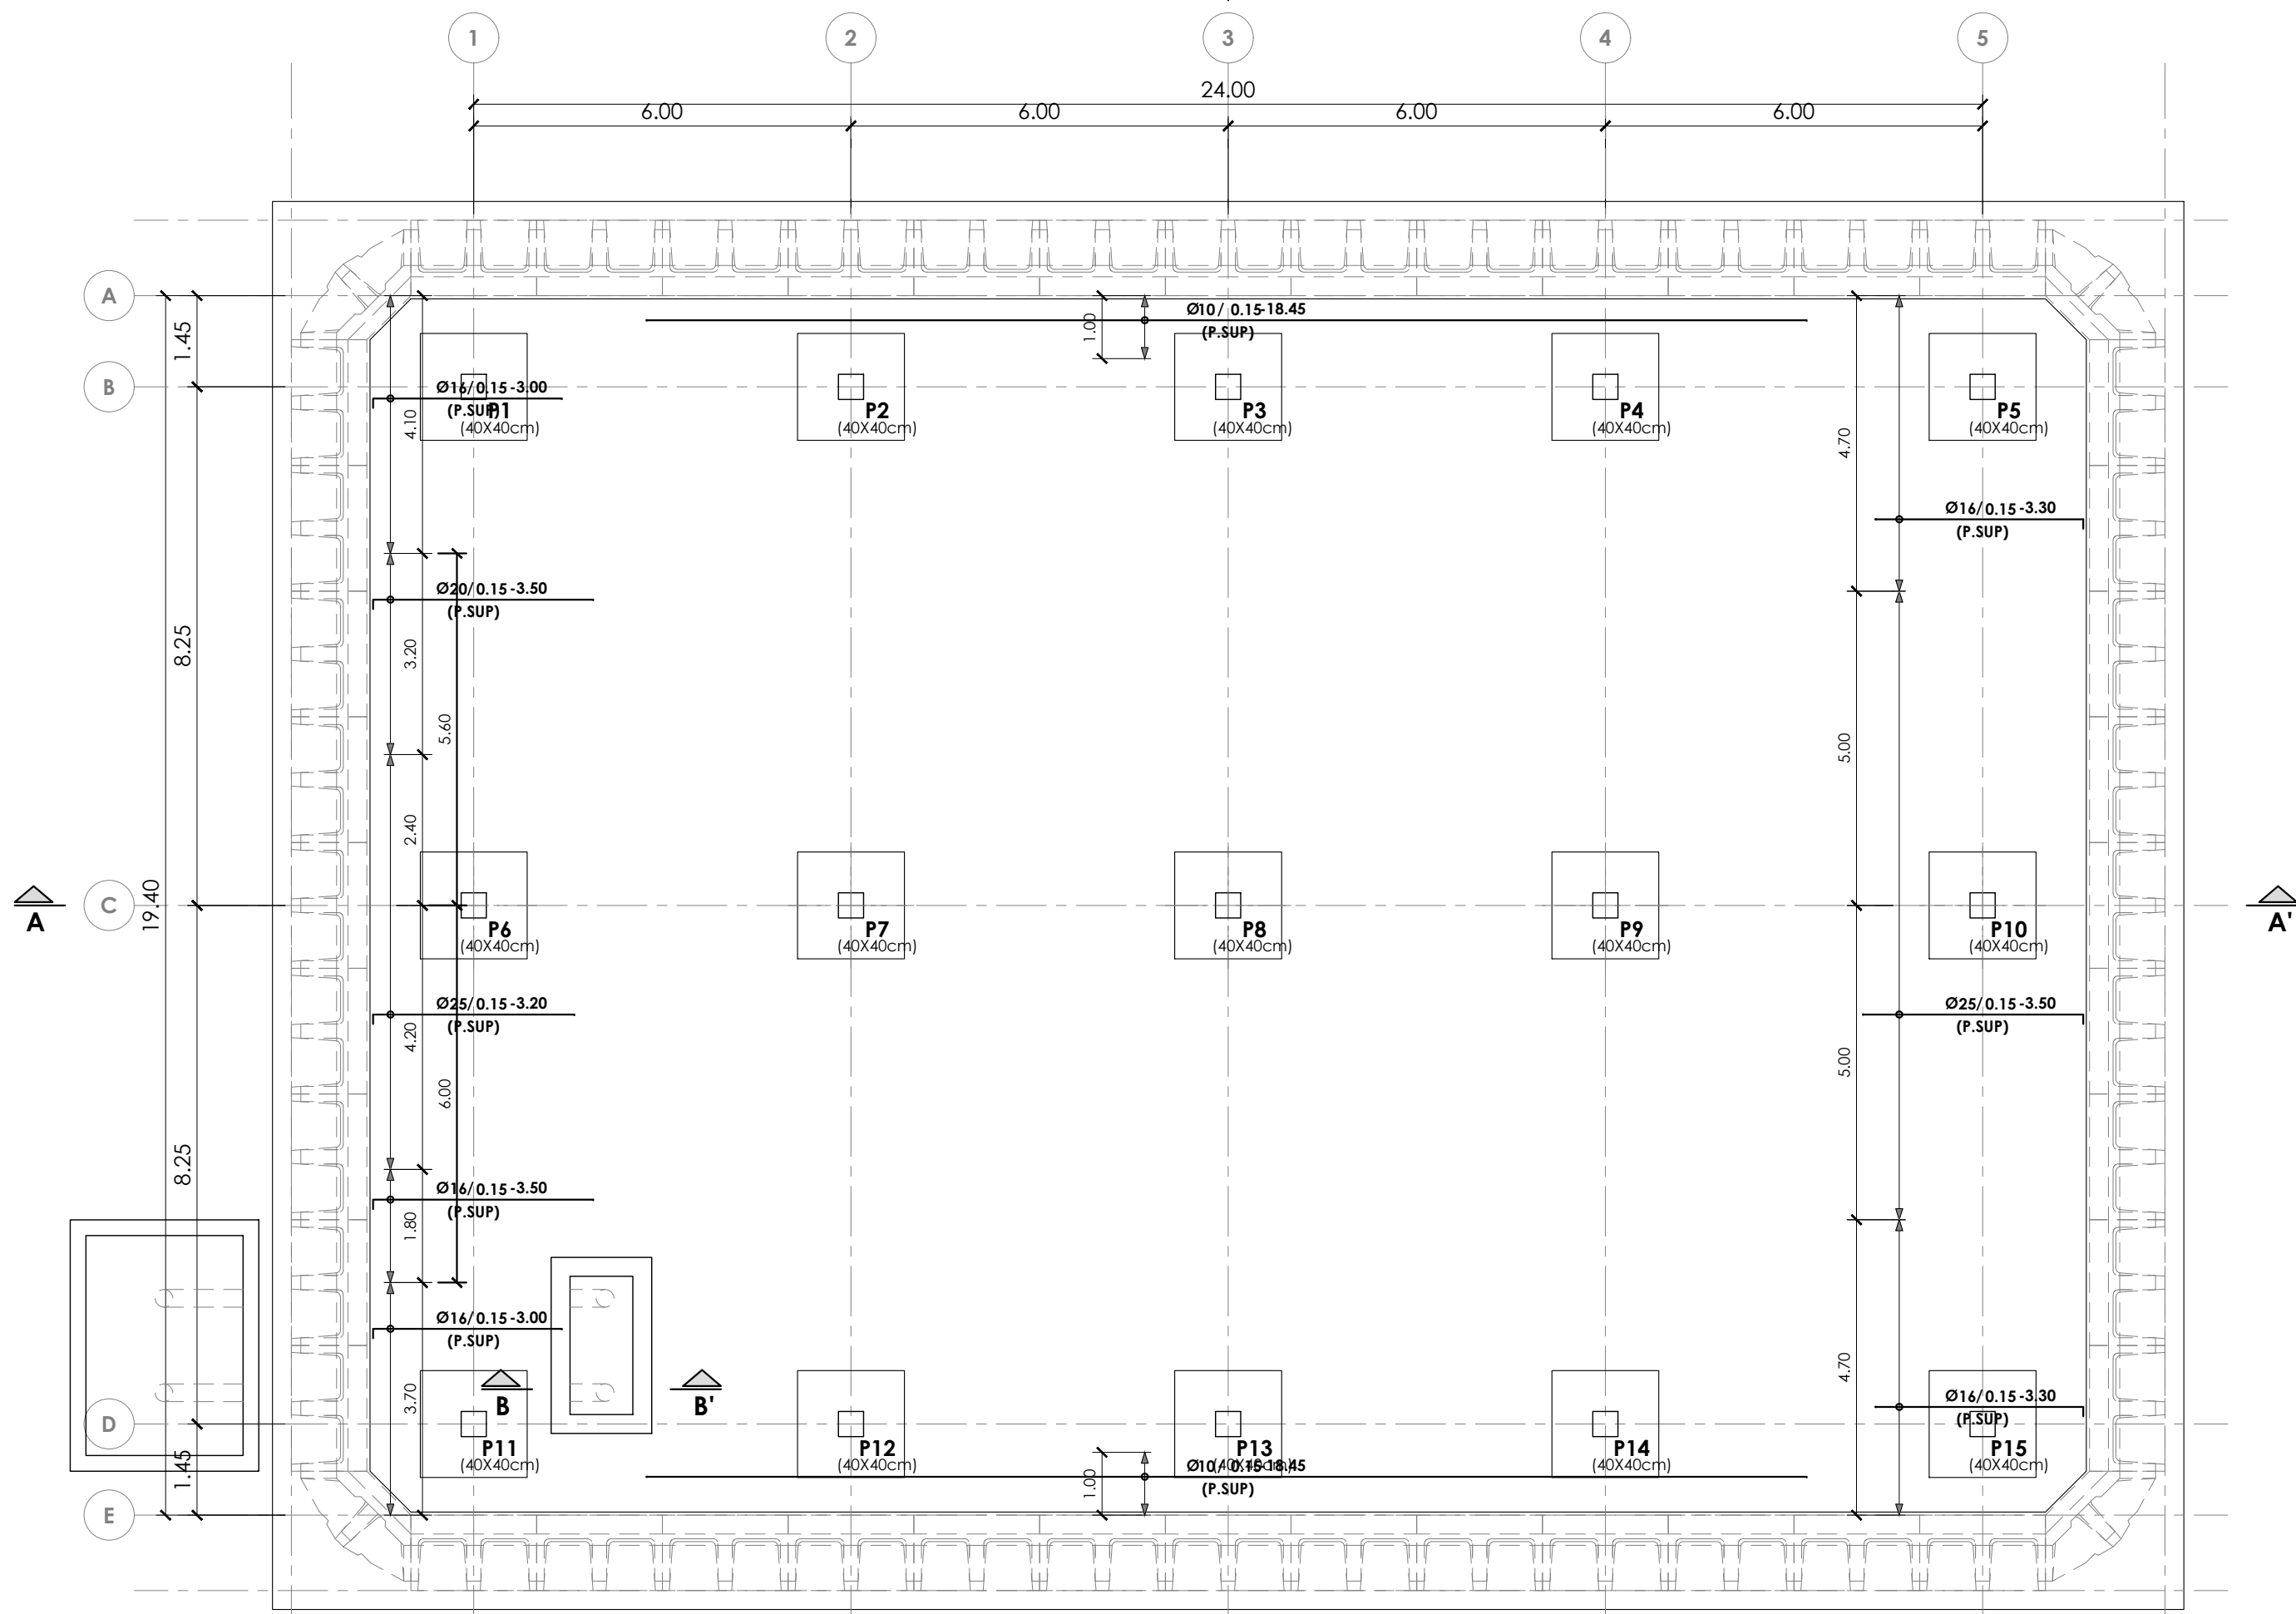 1
2
3
4
5
24.00
6.00
6.00
6.00
6.00
A
1.45
B
8.25
19.40
C
8.25
D
1.45
E
1.00
Ø10/ 0.15-18.45
(P.SUP)
Ø16/0.15-3.00
(P.SUP)
4.10
P1
(40X40cm)
P2
(40X40cm)
P3
(40X40cm)
P4
(40X40cm)
P5
(40X40cm)
4.70
Ø16/0.15-3.30
(P.SUP)
Ø20/0.15-3.50
(P.SUP)
3.20
5.60
5.00
2.40
A
P6
(40X40cm)
P7
(40X40cm)
P8
(40X40cm)
P9
(40X40cm)
P10
(40X40cm)
A'
Ø25/0.15-3.20
(P.SUP)
4.20
6.00
5.00
Ø25/0.15-3.50
(P.SUP)
Ø16/0.15-3.50
(P.SUP)
1.80
Ø16/0.15-3.00
(P.SUP)
3.70
B
B'
4.70
Ø16/0.15-3.30
(P.SUP)
P11
(40X40cm)
P12
(40X40cm)
P13
(40X40cm)
P14
(40X40cm)
P15
(40X40cm)
1.00
Ø10/ 0.15-18.45
(P.SUP)